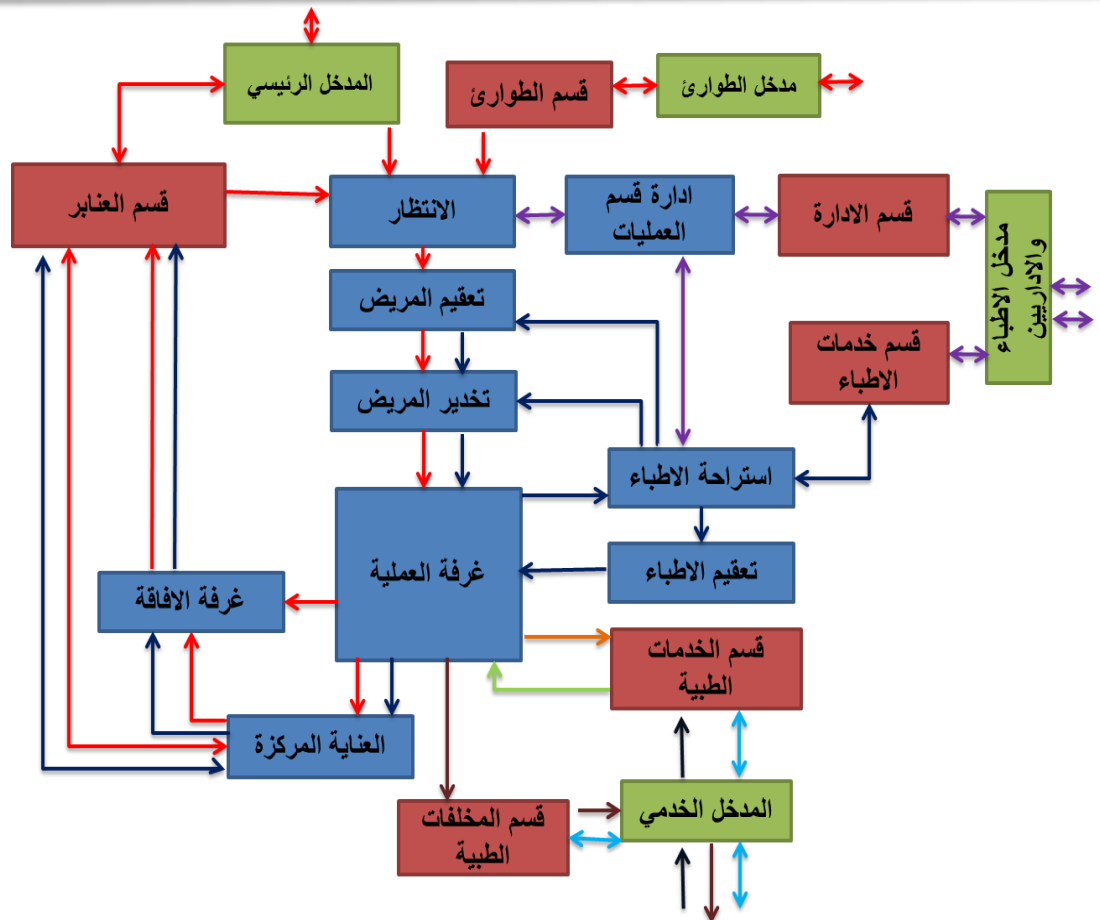 المدخل الرئيسي
قسم الطوارئ
مدخل الطوارئ
قسم العنابر
الانتظار
ادارة قسم
العمليات
قسم الادارة
مدخل الاطباء
والاداريين
تعقيم المريض
قسم خدمات
الاطباء
تخدير المريض
استراحة الاطباء
غرفة العملية
تعقيم الاطباء
غرفة الافاقة
قسم الخدمات
الطبية
العناية المركزة
قسم المخلفات
الطبية
المدخل الخدمي